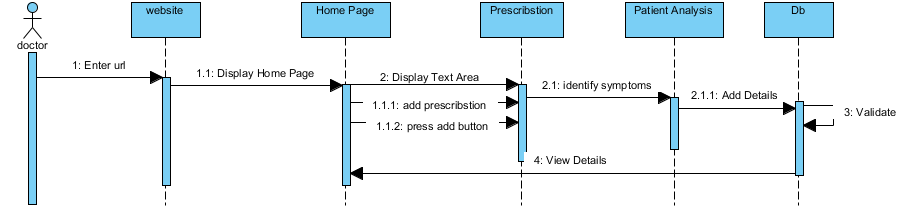 website
Home Page
Prescribstion
Patient Analysis
Db
doctor
1: Enter url
1.1: Display Home Page
2: Display Text Area
2.1: identify symptoms
2.1.1: Add Details
1.1.1: add prescribstion
3: Validate
1.1.2: press add button
4: View Details